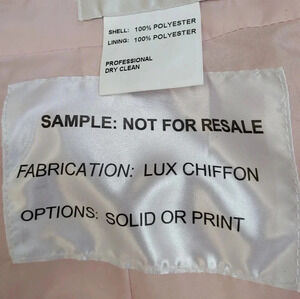 SHELL: 100% POLYESTER
LINING: 100% POLYESTER
PROFESSIONAL
DRY CLEAN
SAMPLE: NOT FOR RESALE
FABRICATION: LUX CHIFFON
OPTIONS: SOLID OR PRINT